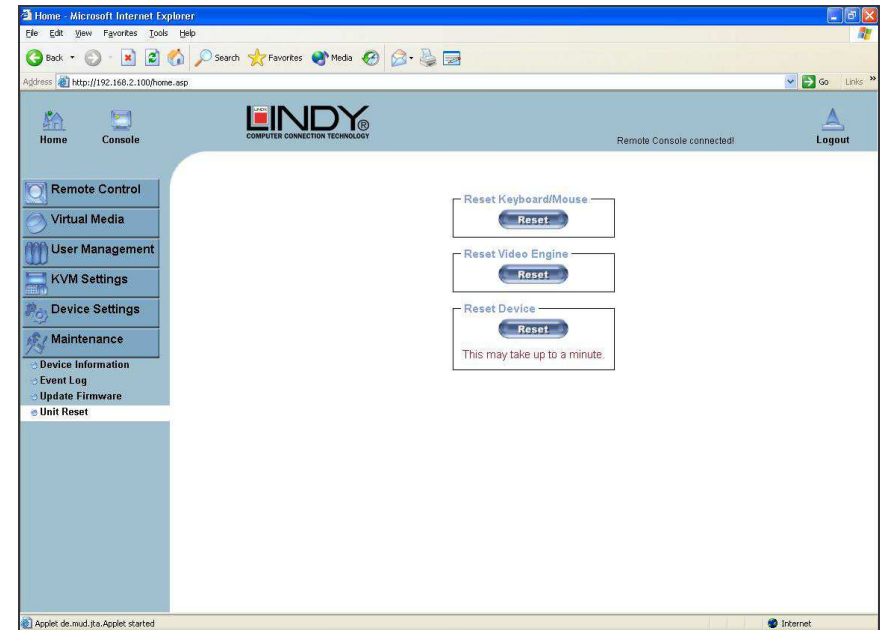 Home - Microsoft Internet Explorer
File Edit View Favorites Tools Help
Back Search Favorites Media
Address http://192.168.2.100/home.asp Go Links »
Home Console
LINDY®
COMPUTER CONNECTION TECHNOLOGY
Remote Console connected!
Logout
Remote Control
Virtual Media
User Management
KVM Settings
Device Settings
Maintenance
Device Information
Event Log
Update Firmware
Unit Reset
Reset Keyboard/Mouse
Reset
Reset Video Engine
Reset
Reset Device
Reset
This may take up to a minute.
Applet de.mud.jta.Applet started
Internet